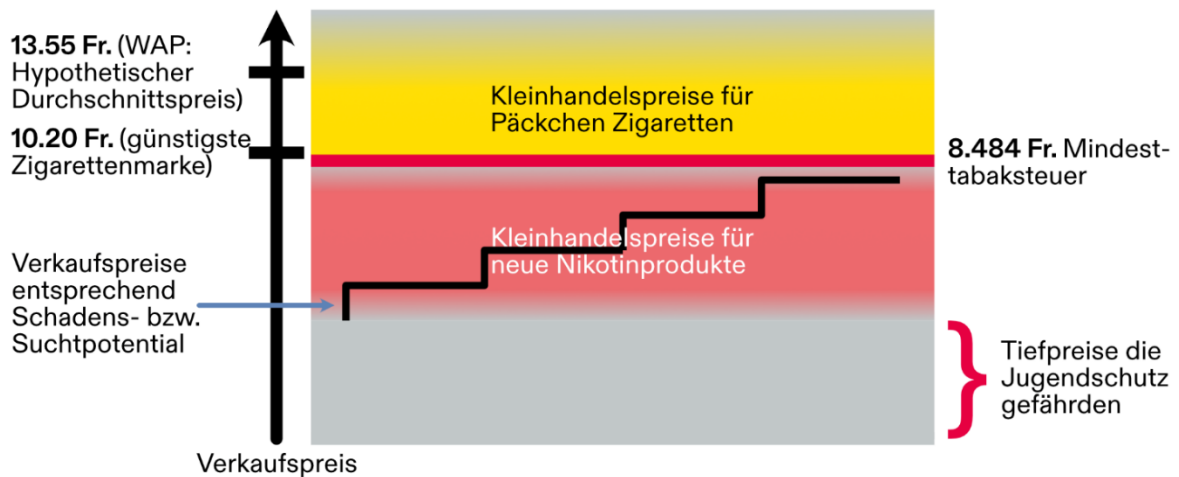 13.55 Fr. (WAP:
Hypothetischer
Durchschnittspreis)
10.20 Fr. (günstigste
Zigarettenmarke)
Verkaufspreise
entsprechend
Schadens- bzw.
Suchtpotential
Verkaufspreis
Kleinhandelspreise für
Päckchen Zigaretten
Kleinhandelspreise für
neue Nikotinprodukte
8.484 Fr. Mindest-
tabaksteuer
Tiefpreise die
Jugendschutz
gefährden